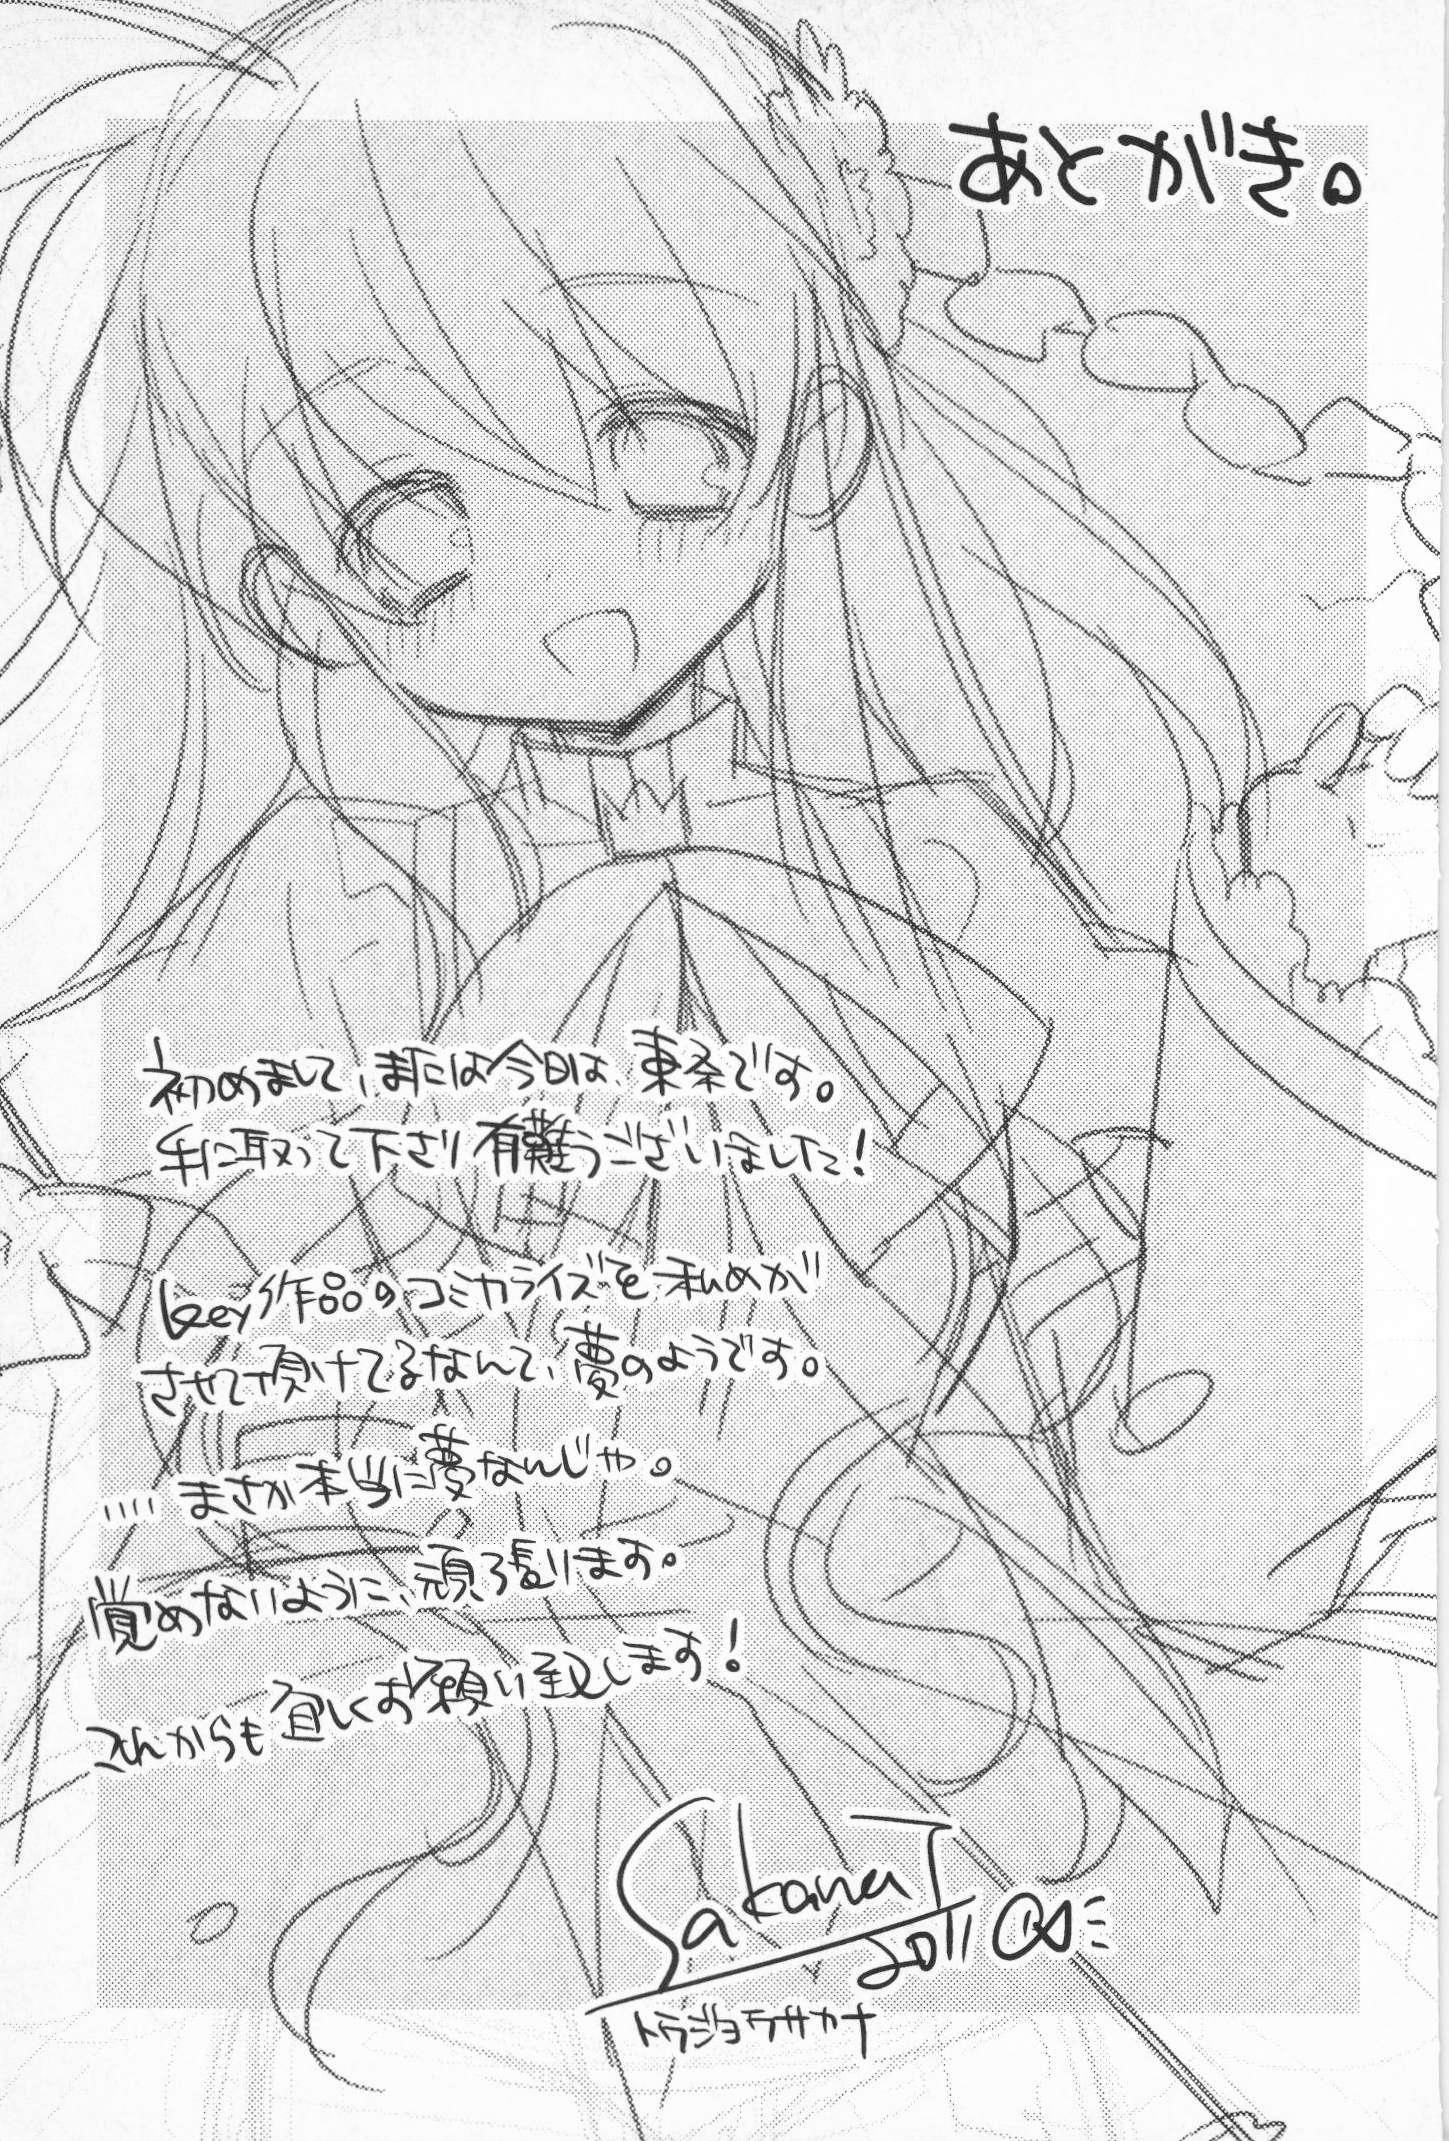 あとがき。
初めまして、または今日は、東条です。
手に取って下さり有難うございました！
key作品のコミカライズを私めが
させて頂けてるなんて、夢のようです。
....まさか本当に夢なんじゃ。
覚めないように、頑張ります。
これからも宜しくお願い致します！
Sakana T
2011
トウジョウサカナ